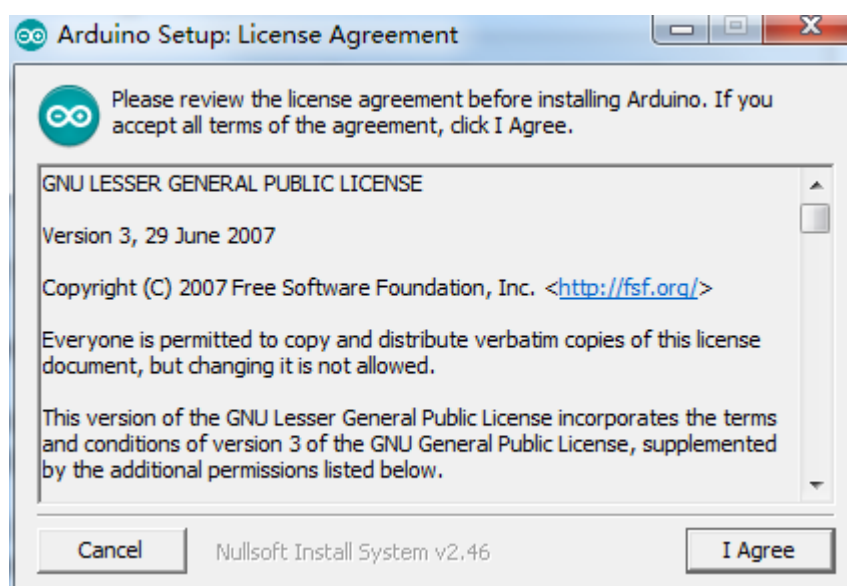 Arduino Setup: License Agreement
Please review the license agreement before installing Arduino. If you
accept all terms of the agreement, click I Agree.
GNU LESSER GENERAL PUBLIC LICENSE
Version 3, 29 June 2007
Copyright (C) 2007 Free Software Foundation, Inc. <http://fsf.org/>
Everyone is permitted to copy and distribute verbatim copies of this license
document, but changing it is not allowed.
This version of the GNU Lesser General Public License incorporates the terms
and conditions of version 3 of the GNU General Public License, supplemented
by the additional permissions listed below.
Cancel
Nullsoft Install System v2.46
I Agree